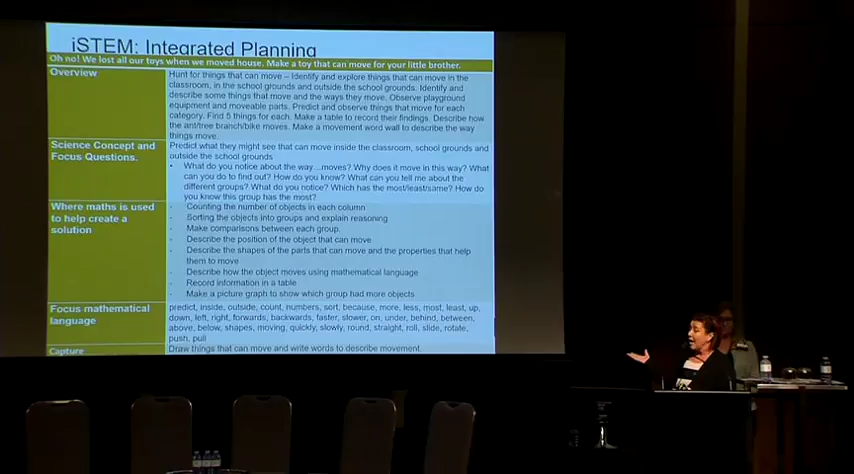 iSTEM: Integrated Planning
Oh no! We lost all our toys when we moved house. Make a toy that can move for your little brother.
Overview
Hunt for things that can move – Identify and explore things that can move in the
classroom, in the school grounds and outside the school grounds. Identify and
describe some things that move and the ways they move. Observe playground
equipment and moveable parts. Predict and observe things that move for each
category. Find 5 things for each. Make a table to record their findings. Describe how
the ant/tree branch/bike moves. Make a movement word wall to describe the way
things move.
Science Concept and
Focus Questions.
Predict what they might see that can move inside the classroom, school grounds and
outside the school grounds
• What do you notice about the way…moves? Why does it move in this way? What
can you do to find out? How do you know? What can you tell me about the
different groups? What do you notice? Which has the most/least/same? How do
you know this group has the most?
Where maths is used
to help create a
solution
- Counting the number of objects in each column
- Sorting the objects into groups and explain reasoning
- Make comparisons between each group.
- Describe the position of the object that can move
- Describe the shapes of the parts that can move and the properties that help
them to move
- Describe how the object moves using mathematical language
- Record information in a table
- Make a picture graph to show which group had more objects
Focus mathematical
language
predict, inside, outside, count, numbers, sort, because, more, less, most, least, up,
down, left, right, forwards, backwards, faster, slower, on, under, behind, between,
above, below, shapes, moving, quickly, slowly, round, straight, roll, slide, rotate,
push, pull
Capture
Draw things that can move and write words to describe movement.